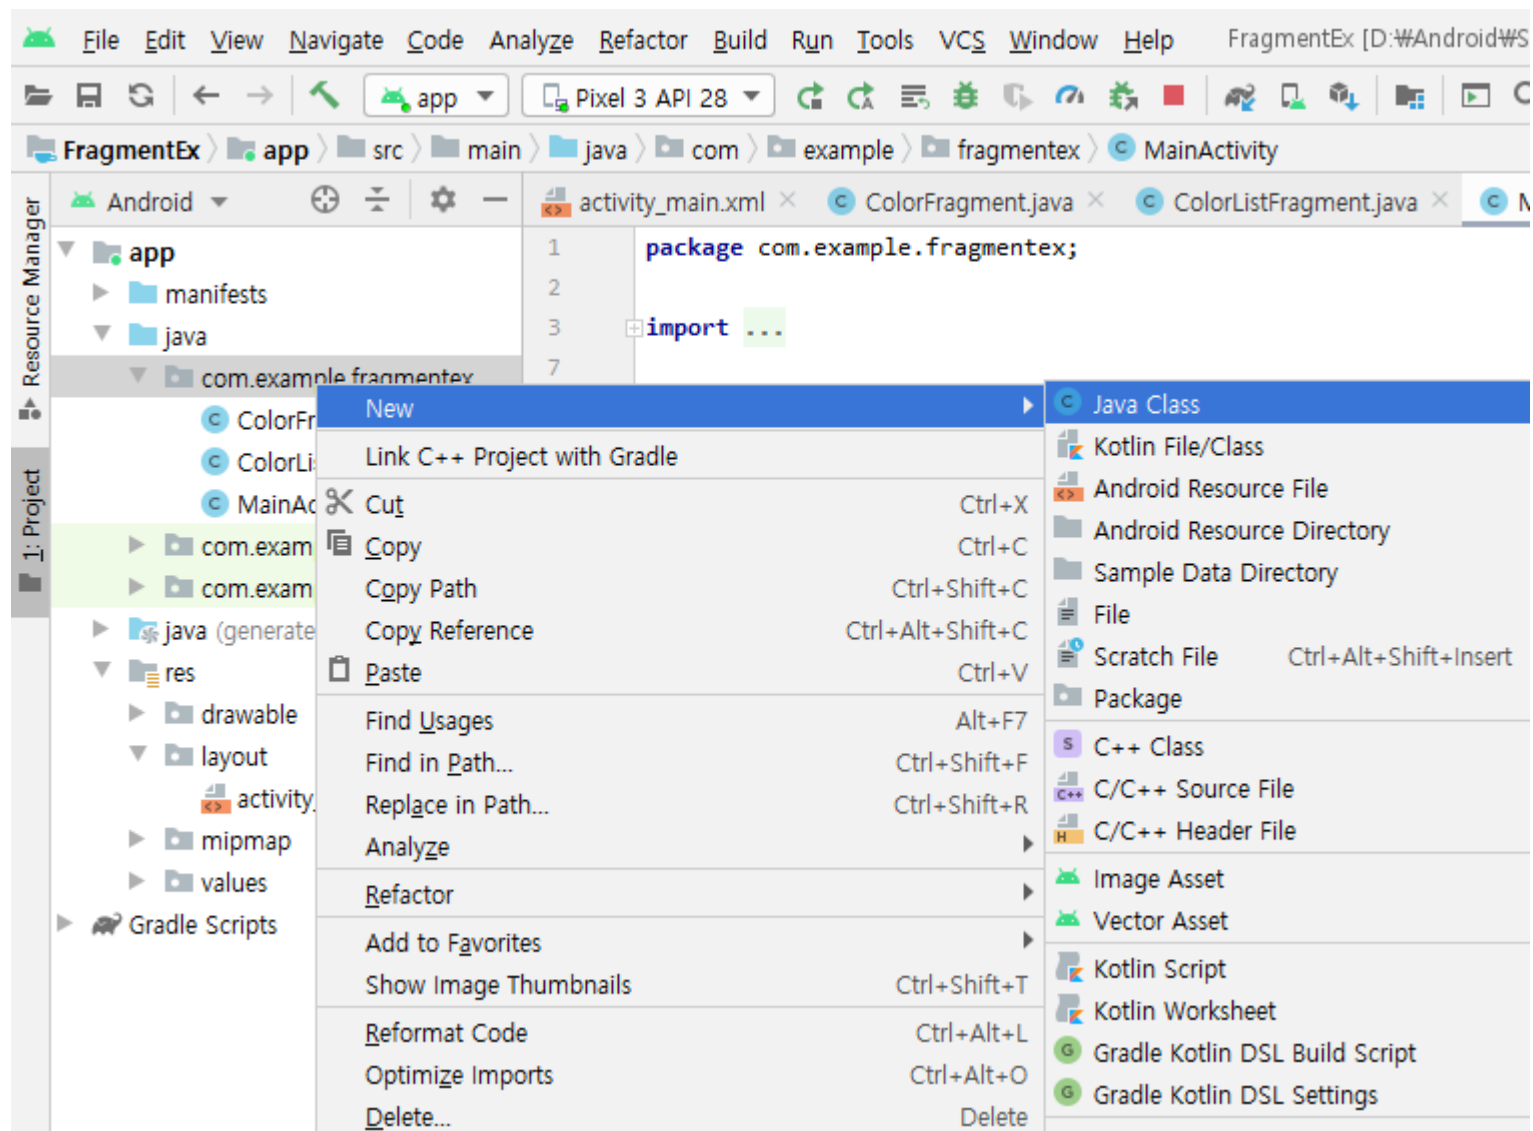 File Edit View Navigate Code Analyze Refactor Build Run Tools VCS Window Help FragmentEx [D:₩Android₩S
app Pixel 3 API 28
FragmentEx app src main java com example fragmentex MainActivity
Android activity_main.xml ColorFragment.java ColorListFragment.java
Resource Manager
1: Project
app
manifests
java
com.example.fragmentex
ColorFr
ColorLi
MainAc
com.exam
com.exam
java (generate
res
drawable
layout
activity_
mipmap
values
Gradle Scripts
1 package com.example.fragmentex;
2
3 import ...
7
New
Link C++ Project with Gradle
Cut Ctrl+X
Copy Ctrl+C
Copy Path Ctrl+Shift+C
Copy Reference Ctrl+Alt+Shift+C
Paste Ctrl+V
Find Usages Alt+F7
Find in Path... Ctrl+Shift+F
Replace in Path... Ctrl+Shift+R
Analyze
Refactor
Add to Favorites
Show Image Thumbnails Ctrl+Shift+T
Reformat Code Ctrl+Alt+L
Optimize Imports Ctrl+Alt+O
Delete... Delete
Java Class
Kotlin File/Class
Android Resource File
Android Resource Directory
Sample Data Directory
File
Scratch File Ctrl+Alt+Shift+Insert
Package
C++ Class
C/C++ Source File
C/C++ Header File
Image Asset
Vector Asset
Kotlin Script
Kotlin Worksheet
Gradle Kotlin DSL Build Script
Gradle Kotlin DSL Settings